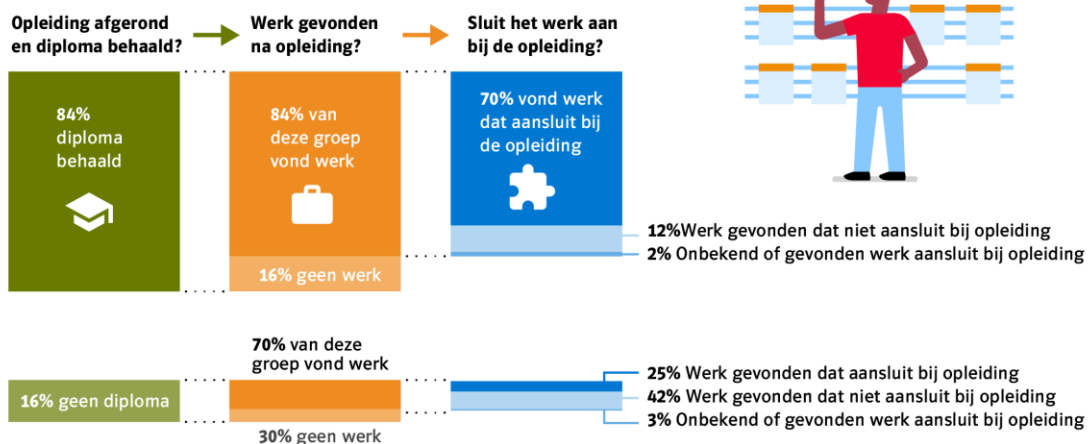 Opleiding afgerond
en diploma behaald?
Werk gevonden
na opleiding?
Sluit het werk aan
bij de opleiding?
84%
diploma
behaald
84% van
deze groep
vond werk
16% geen werk
70% vond werk
dat aansluit bij
de opleiding
12%Werk gevonden dat niet aansluit bij opleiding
2% Onbekend of gevonden werk aansluit bij opleiding
16% geen diploma
70% van deze
groep vond werk
30% geen werk
25% Werk gevonden dat aansluit bij opleiding
42% Werk gevonden dat niet aansluit bij opleiding
3% Onbekend of gevonden werk aansluit bij opleiding